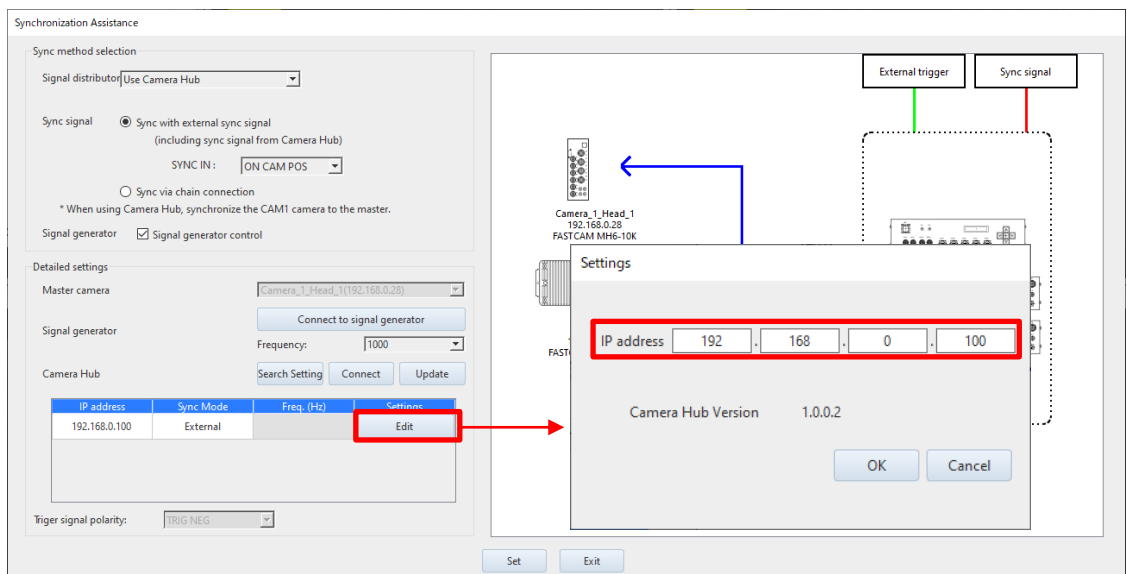 Synchronization Assistance
Sync method selection
Signal distributor Use Camera Hub
Sync signal Sync with external sync signal
(including sync signal from Camera Hub)
SYNC IN : ON CAM POS
Sync via chain connection
* When using Camera Hub, synchronize the CAM1 camera to the master.
Signal generator Signal generator control
Detailed settings
Master camera Camera_1_Head_1(192.168.0.28)
Signal generator Connect to signal generator
Frequency: 1000
Camera Hub Search Setting Connect Update
IP address Sync Mode Freq. (Hz) Settings
192.168.0.100 External Edit
Triger signal polarity: TRIG NEG
External trigger Sync signal
Camera_1_Head_1
192.168.0.28
FASTCAM MH6-10K
Settings
IP address 192 . 168 . 0 . 100
Camera Hub Version 1.0.0.2
OK Cancel
Set Exit